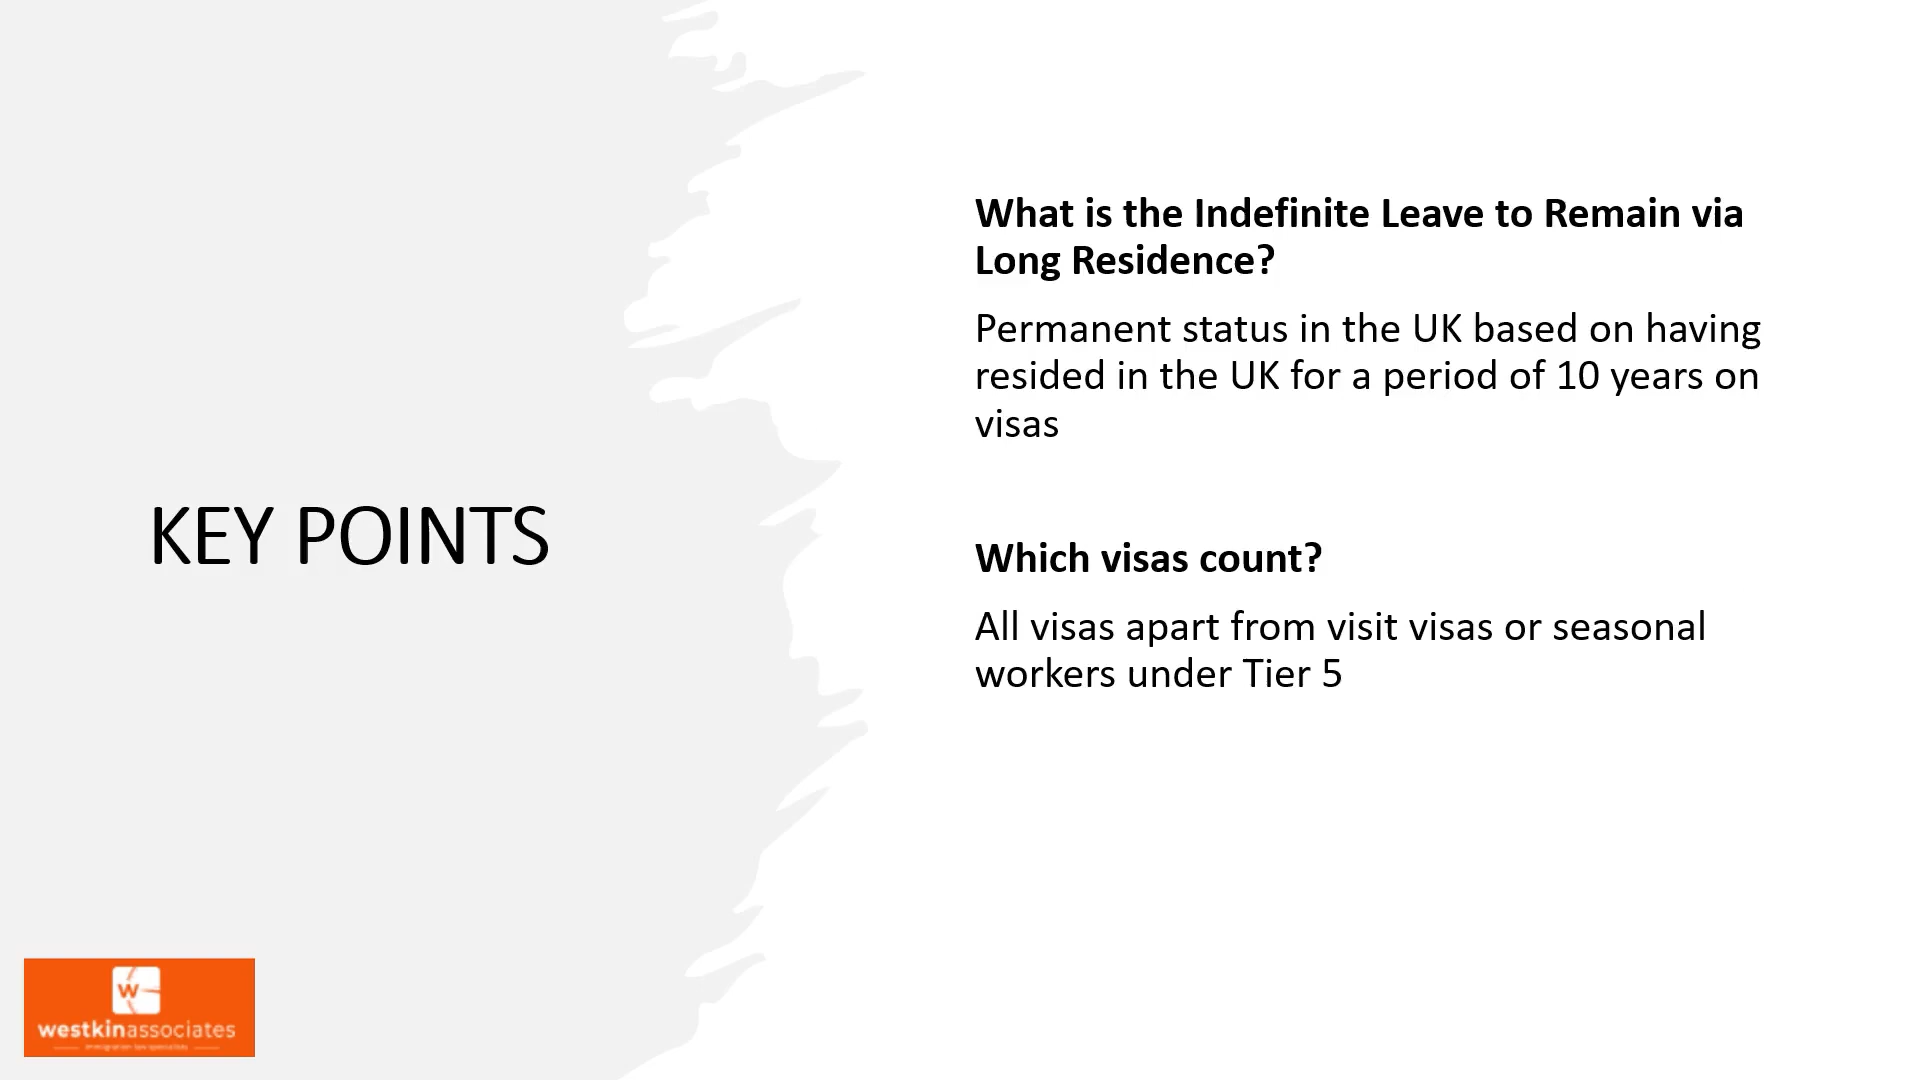 KEY POINTS
What is the Indefinite Leave to Remain via
Long Residence?
Permanent status in the UK based on having
resided in the UK for a period of 10 years on
visas
Which visas count?
All visas apart from visit visas or seasonal
workers under Tier 5
W
westkinassociates